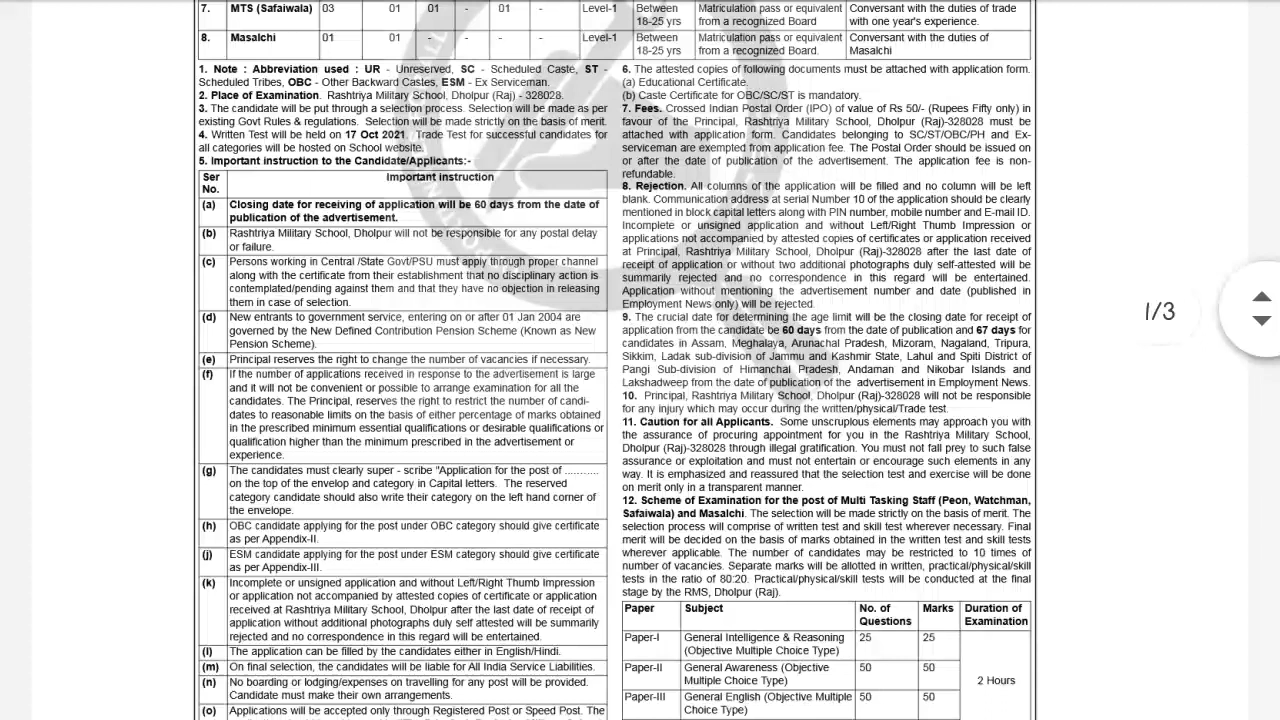 7. MTS (Safaiwala) 03 01 01 - 01 - Level-1 Between Matriculation pass or equivalent Conversant with the duties of trade
18-25 yrs from a recognized Board with one year's experience.
8. Masalchi 01 01 - - - - Level-1 Between Matriculation pass or equivalent Conversant with the duties of
18-25 yrs from a recognized Board. Masalchi
1. Note : Abbreviation used : UR - Unreserved, SC - Scheduled Caste, ST -
Scheduled Tribes, OBC - Other Backward Castes, ESM - Ex Serviceman.
2. Place of Examination. Rashtriya Military School, Dholpur (Raj) - 328028.
3. The candidate will be put through a selection process. Selection will be made as per
existing Govt Rules & regulations. Selection will be made strictly on the basis of merit.
4. Written Test will be held on 17 Oct 2021. Trade Test for successful candidates for
all categories will be hosted on School website.
5. Important instruction to the Candidate/Applicants:-
Ser Important instruction
No.
(a) Closing date for receiving of application will be 60 days from the date of
publication of the advertisement.
(b) Rashtriya Military School, Dholpur will not be responsible for any postal delay
or failure.
(c) Persons working in Central /State Govt/PSU must apply through proper channel
along with the certificate from their establishment that no disciplinary action is
contemplated/pending against them and that they have no objection in releasing
them in case of selection.
(d) New entrants to government service, entering on or after 01 Jan 2004 are
governed by the New Defined Contribution Pension Scheme (Known as New
Pension Scheme).
(e) Principal reserves the right to change the number of vacancies if necessary.
(f) If the number of applications received in response to the advertisement is large
and it will not be convenient or possible to arrange examination for all the
candidates. The Principal, reserves the right to restrict the number of candi-
dates to reasonable limits on the basis of either percentage of marks obtained
in the prescribed minimum essential qualifications or desirable qualifications or
qualification higher than the minimum prescribed in the advertisement or
experience.
(g) The candidates must clearly super - scribe "Application for the post of ...........
on the top of the envelop and category in Capital letters. The reserved
category candidate should also write their category on the left hand corner of
the envelope.
(h) OBC candidate applying for the post under OBC category should give certificate
as per Appendix-II.
(j) ESM candidate applying for the post under ESM category should give certificate
as per Appendix-III.
(k) Incomplete or unsigned application and without Left/Right Thumb Impression
or application not accompanied by attested copies of certificate or application
received at Rashtriya Military School, Dholpur after the last date of receipt of
application without additional photographs duly self attested will be summarily
rejected and no correspondence in this regard will be entertained.
(l) The application can be filled by the candidates either in English/Hindi.
(m) On final selection, the candidates will be liable for All India Service Liabilities.
(n) No boarding or lodging/expenses on travelling for any post will be provided.
Candidate must make their own arrangements.
(o) Applications will be accepted only through Registered Post or Speed Post. The
6. The attested copies of following documents must be attached with application form.
(a) Educational Certificate.
(b) Caste Certificate for OBC/SC/ST is mandatory.
7. Fees. Crossed Indian Postal Order (IPO) of value of Rs 50/- (Rupees Fifty only) in
favour of the Principal, Rashtriya Military School, Dholpur (Raj)-328028 must be
attached with application form. Candidates belonging to SC/ST/OBC/PH and Ex-
serviceman are exempted from application fee. The Postal Order should be issued on
or after the date of publication of the advertisement. The application fee is non-
refundable.
8. Rejection. All columns of the application will be filled and no column will be left
blank. Communication address at serial Number 10 of the application should be clearly
mentioned in block capital letters along with PIN number, mobile number and E-mail ID.
Incomplete or unsigned application and without Left/Right Thumb Impression or
applications not accompanied by attested copies of certificates or application received
at Principal, Rashtriya Military School, Dholpur (Raj)-328028 after the last date of
receipt of application or without two additional photographs duly self-attested will be
summarily rejected and no correspondence in this regard will be entertained.
Application without mentioning the advertisement number and date (published in
Employment News only) will be rejected.
9. The crucial date for determining the age limit will be the closing date for receipt of
application from the candidate be 60 days from the date of publication and 67 days for
candidates in Assam, Meghalaya, Arunachal Pradesh, Mizoram, Nagaland, Tripura,
Sikkim, Ladak sub-division of Jammu and Kashmir State, Lahul and Spiti District of
Pangi Sub-division of Himanchal Pradesh, Andaman and Nikobar Islands and
Lakshadweep from the date of publication of the advertisement in Employment News.
10. Principal, Rashtriya Military School, Dholpur (Raj)-328028 will not be responsible
for any injury which may occur during the written/physical/Trade test.
11. Caution for all Applicants. Some unscruplous elements may approach you with
the assurance of procuring appointment for you in the Rashtriya Military School,
Dholpur (Raj)-328028 through illegal gratification. You must not fall prey to such false
assurance or exploitation and must not entertain or encourage such elements in any
way. It is emphasized and reassured that the selection test and exercise will be done
on merit only in a transparent manner.
12. Scheme of Examination for the post of Multi Tasking Staff (Peon, Watchman,
Safaiwala) and Masalchi. The selection will be made strictly on the basis of merit. The
selection process will comprise of written test and skill test wherever necessary. Final
merit will be decided on the basis of marks obtained in the written test and skill tests
wherever applicable. The number of candidates may be restricted to 10 times of
number of vacancies. Separate marks will be allotted in written, practical/physical/skill
tests in the ratio of 80:20. Practical/physical/skill tests will be conducted at the final
stage by the RMS, Dholpur (Raj).
Paper Subject No. of Marks Duration of
Questions Examination
Paper-I General Intelligence & Reasoning 25 25
(Objective Multiple Choice Type)
Paper-II General Awareness (Objective 50 50
Multiple Choice Type) 2 Hours
Paper-III General English (Objective Multiple 50 50
Choice Type)
1/3